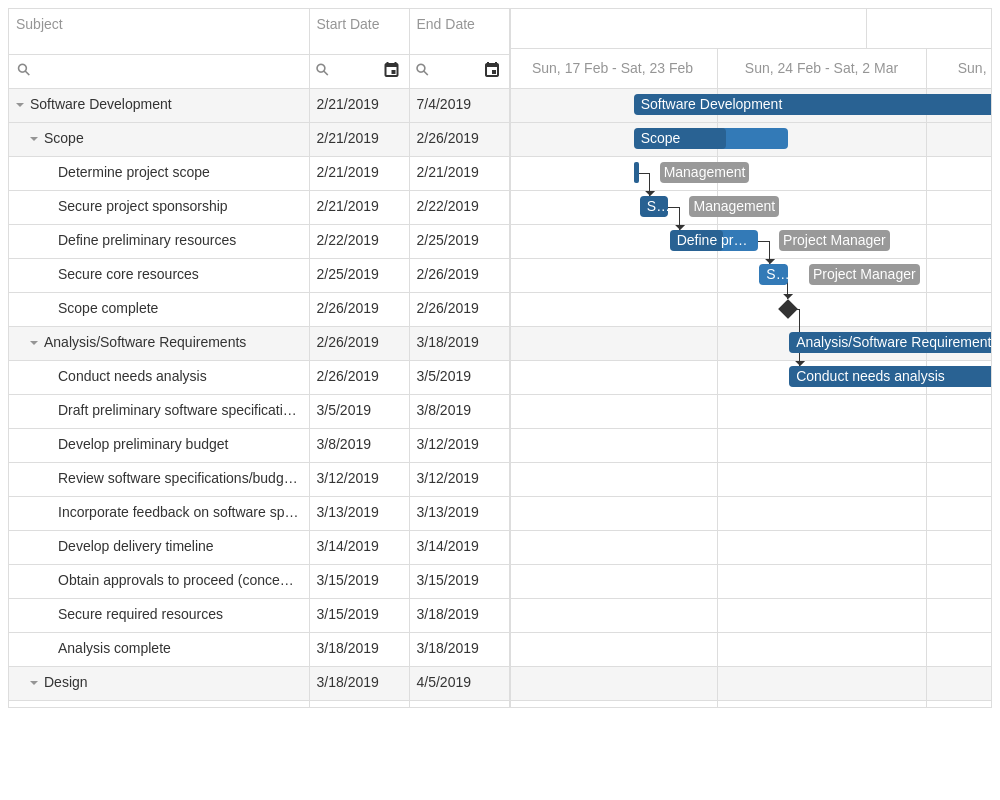 Subject Start Date End Date
Sun, 17 Feb - Sat, 23 Feb Sun, 24 Feb - Sat, 2 Mar Sun,
Software Development 2/21/2019 7/4/2019 Software Development
Scope 2/21/2019 2/26/2019 Scope
Determine project scope 2/21/2019 2/21/2019 Management
Secure project sponsorship 2/21/2019 2/22/2019 S... Management
Define preliminary resources 2/22/2019 2/25/2019 Define pr... Project Manager
Secure core resources 2/25/2019 2/26/2019 S... Project Manager
Scope complete 2/26/2019 2/26/2019
Analysis/Software Requirements 2/26/2019 3/18/2019 Analysis/Software Requirement
Conduct needs analysis 2/26/2019 3/5/2019 Conduct needs analysis
Draft preliminary software specificati... 3/5/2019 3/8/2019
Develop preliminary budget 3/8/2019 3/12/2019
Review software specifications/budg... 3/12/2019 3/12/2019
Incorporate feedback on software sp... 3/13/2019 3/13/2019
Develop delivery timeline 3/14/2019 3/14/2019
Obtain approvals to proceed (conce... 3/15/2019 3/15/2019
Secure required resources 3/15/2019 3/18/2019
Analysis complete 3/18/2019 3/18/2019
Design 3/18/2019 4/5/2019